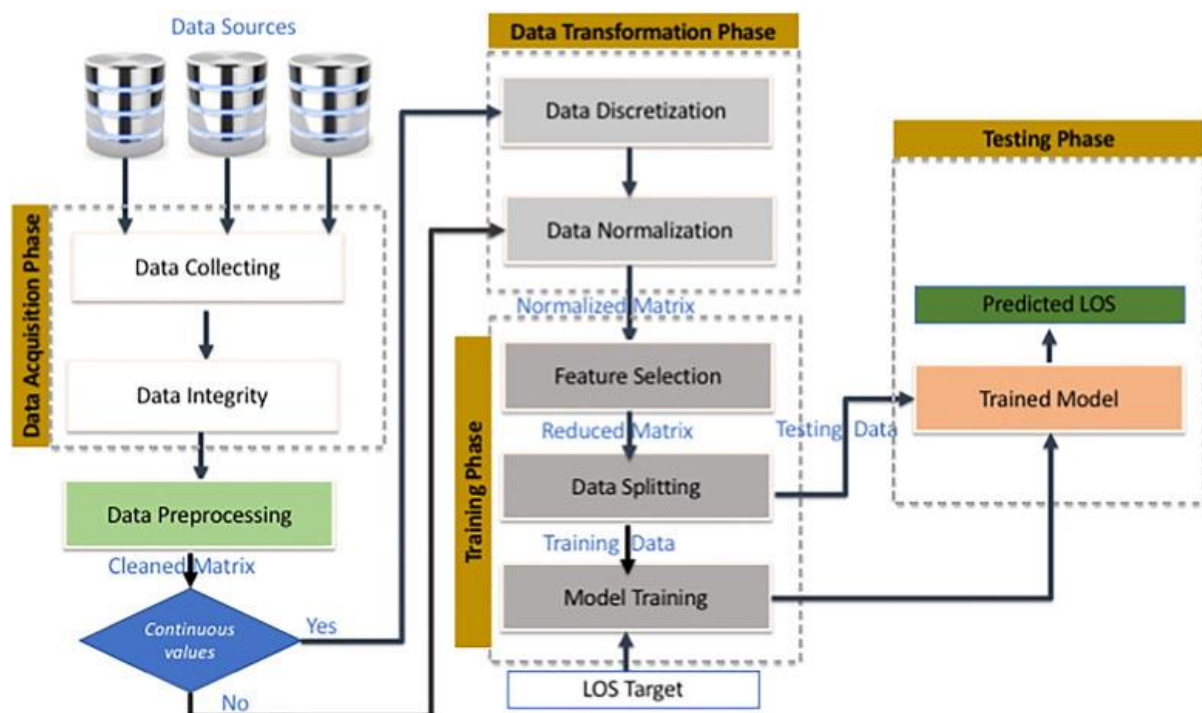 Data Sources
Data Acquisition Phase
Data Collecting
Data Integrity
Data Preprocessing
Cleaned Matrix
Continuous
values
Yes
No
Data Transformation Phase
Data Discretization
Data Normalization
Normalized Matrix
Training Phase
Feature Selection
Reduced Matrix
Data Splitting
Training Data
Model Training
LOS Target
Testing Data
Testing Phase
Predicted LOS
Trained Model